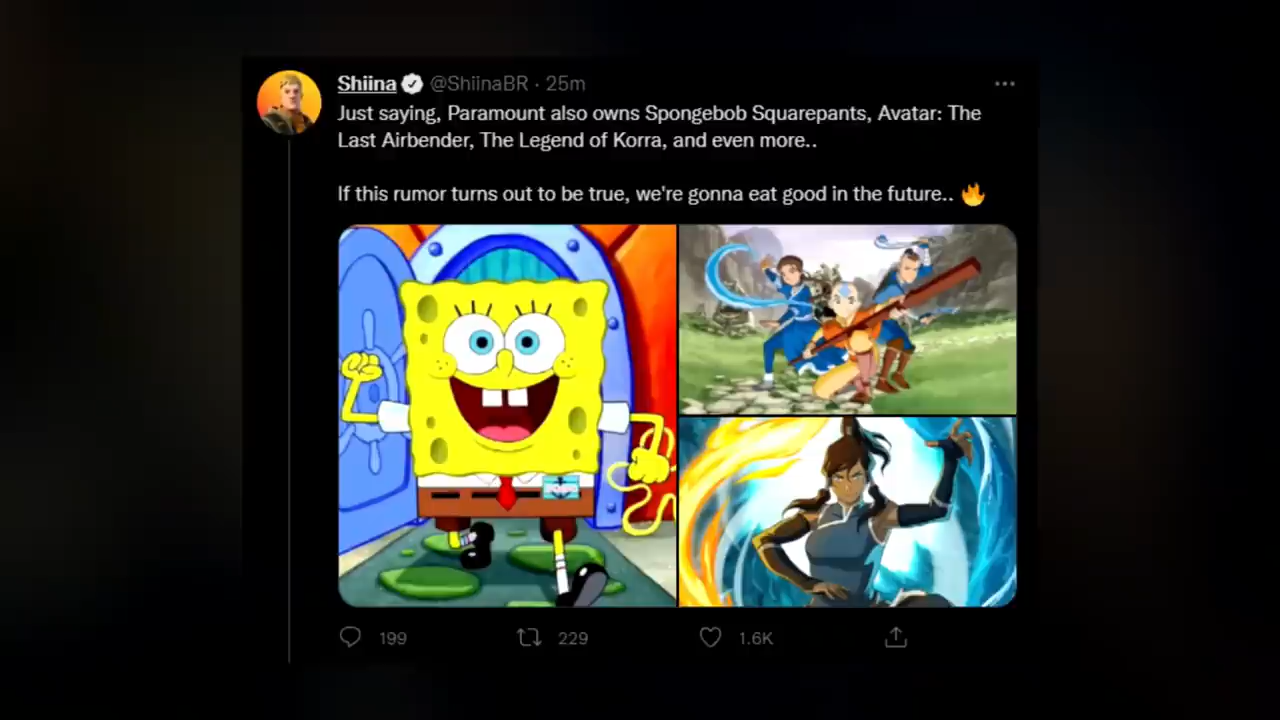 Shiina @ShiinaBR · 25m
Just saying, Paramount also owns Spongebob Squarepants, Avatar: The
Last Airbender, The Legend of Korra, and even more..
If this rumor turns out to be true, we're gonna eat good in the future.. 🔥
199 229 1.6K